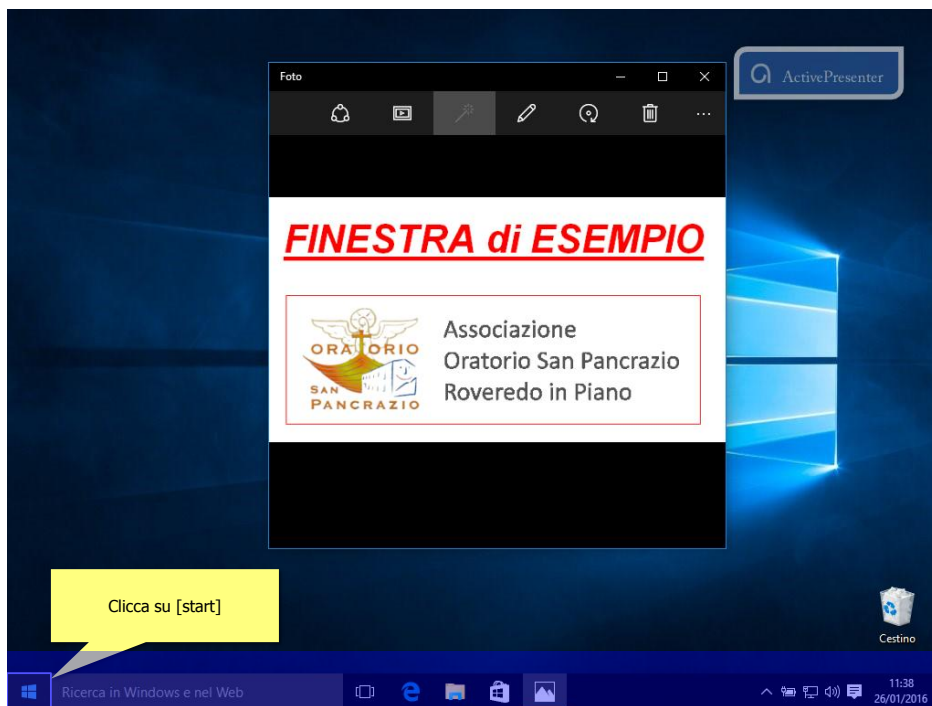 ActivePresenter
Foto
FINESTRA di ESEMPIO
ORATORIO
SAN
PANCRAZIO
Associazione
Oratorio San Pancrazio
Roveredo in Piano
Clicca su [start]
Cestino
Ricerca in Windows e nel Web
11:38
26/01/2016